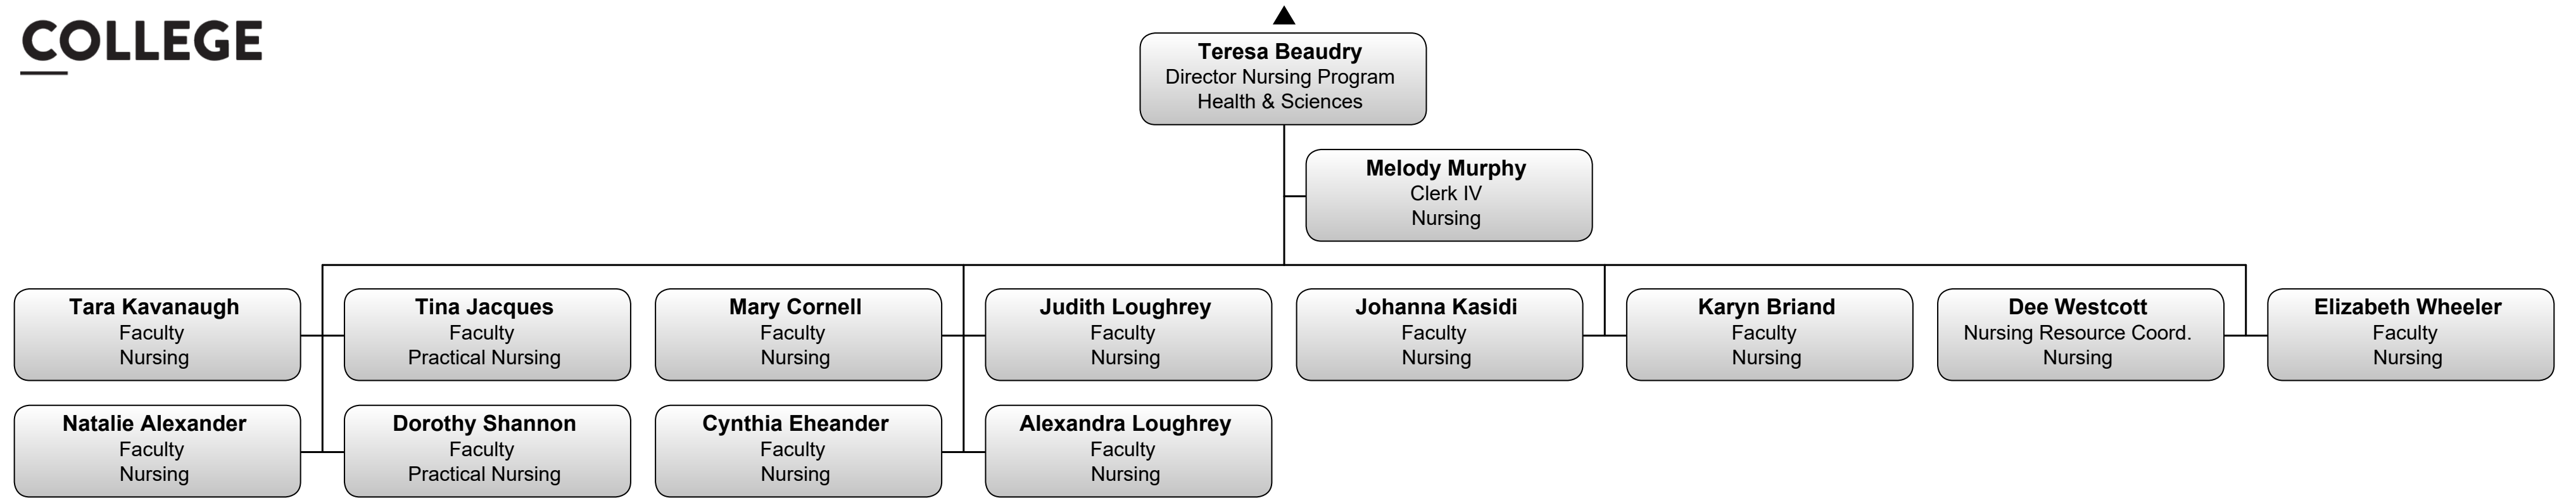 COLLEGE
Teresa Beaudry
Director Nursing Program
Health & Sciences
Melody Murphy
Clerk IV
Nursing
Tara Kavanaugh
Faculty
Nursing
Tina Jacques
Faculty
Practical Nursing
Mary Cornell
Faculty
Nursing
Judith Loughrey
Faculty
Nursing
Johanna Kasidi
Faculty
Nursing
Karyn Briand
Faculty
Nursing
Dee Westcott
Nursing Resource Coord.
Nursing
Elizabeth Wheeler
Faculty
Nursing
Natalie Alexander
Faculty
Nursing
Dorothy Shannon
Faculty
Practical Nursing
Cynthia Eheander
Faculty
Nursing
Alexandra Loughrey
Faculty
Nursing